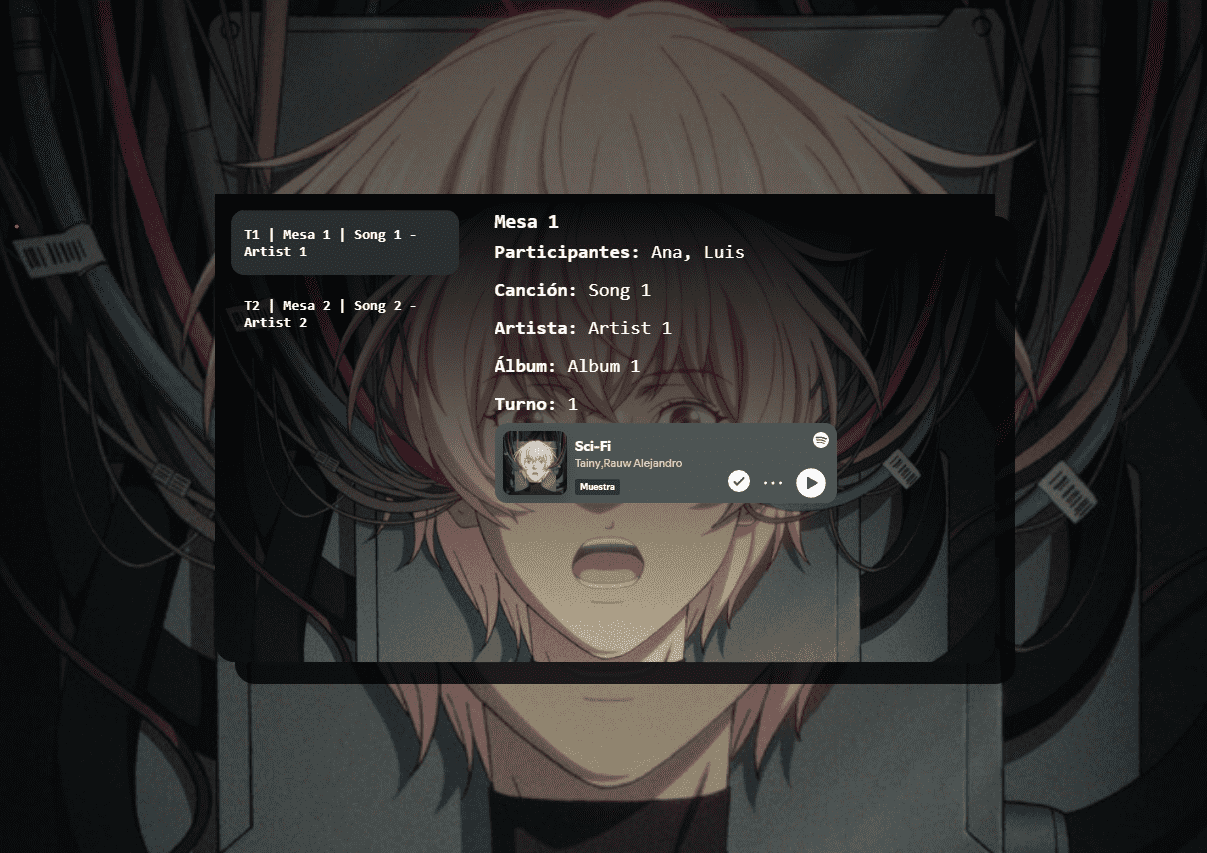 T1 | Mesa 1 | Song 1 -
Artist 1
T2 | Mesa 2 | Song 2 -
Artist 2
Mesa 1
Participantes: Ana, Luis
Canción: Song 1
Artista: Artist 1
Álbum: Album 1
Turno: 1
Sci-Fi
Tainy,Rauw Alejandro
Muestra